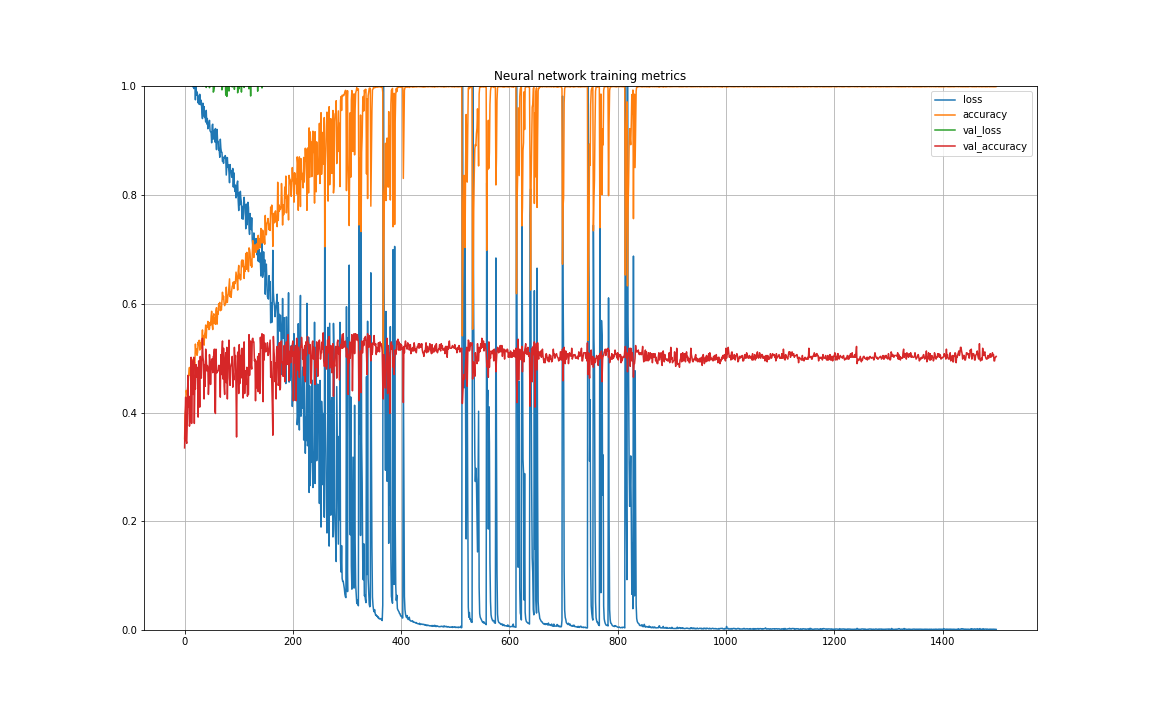 Neural network training metrics
1.0
loss
accuracy
val_loss
val_accuracy
0.8
0.6
0.4
0.2
0.0
0 200 400 600 800 1000 1200 1400